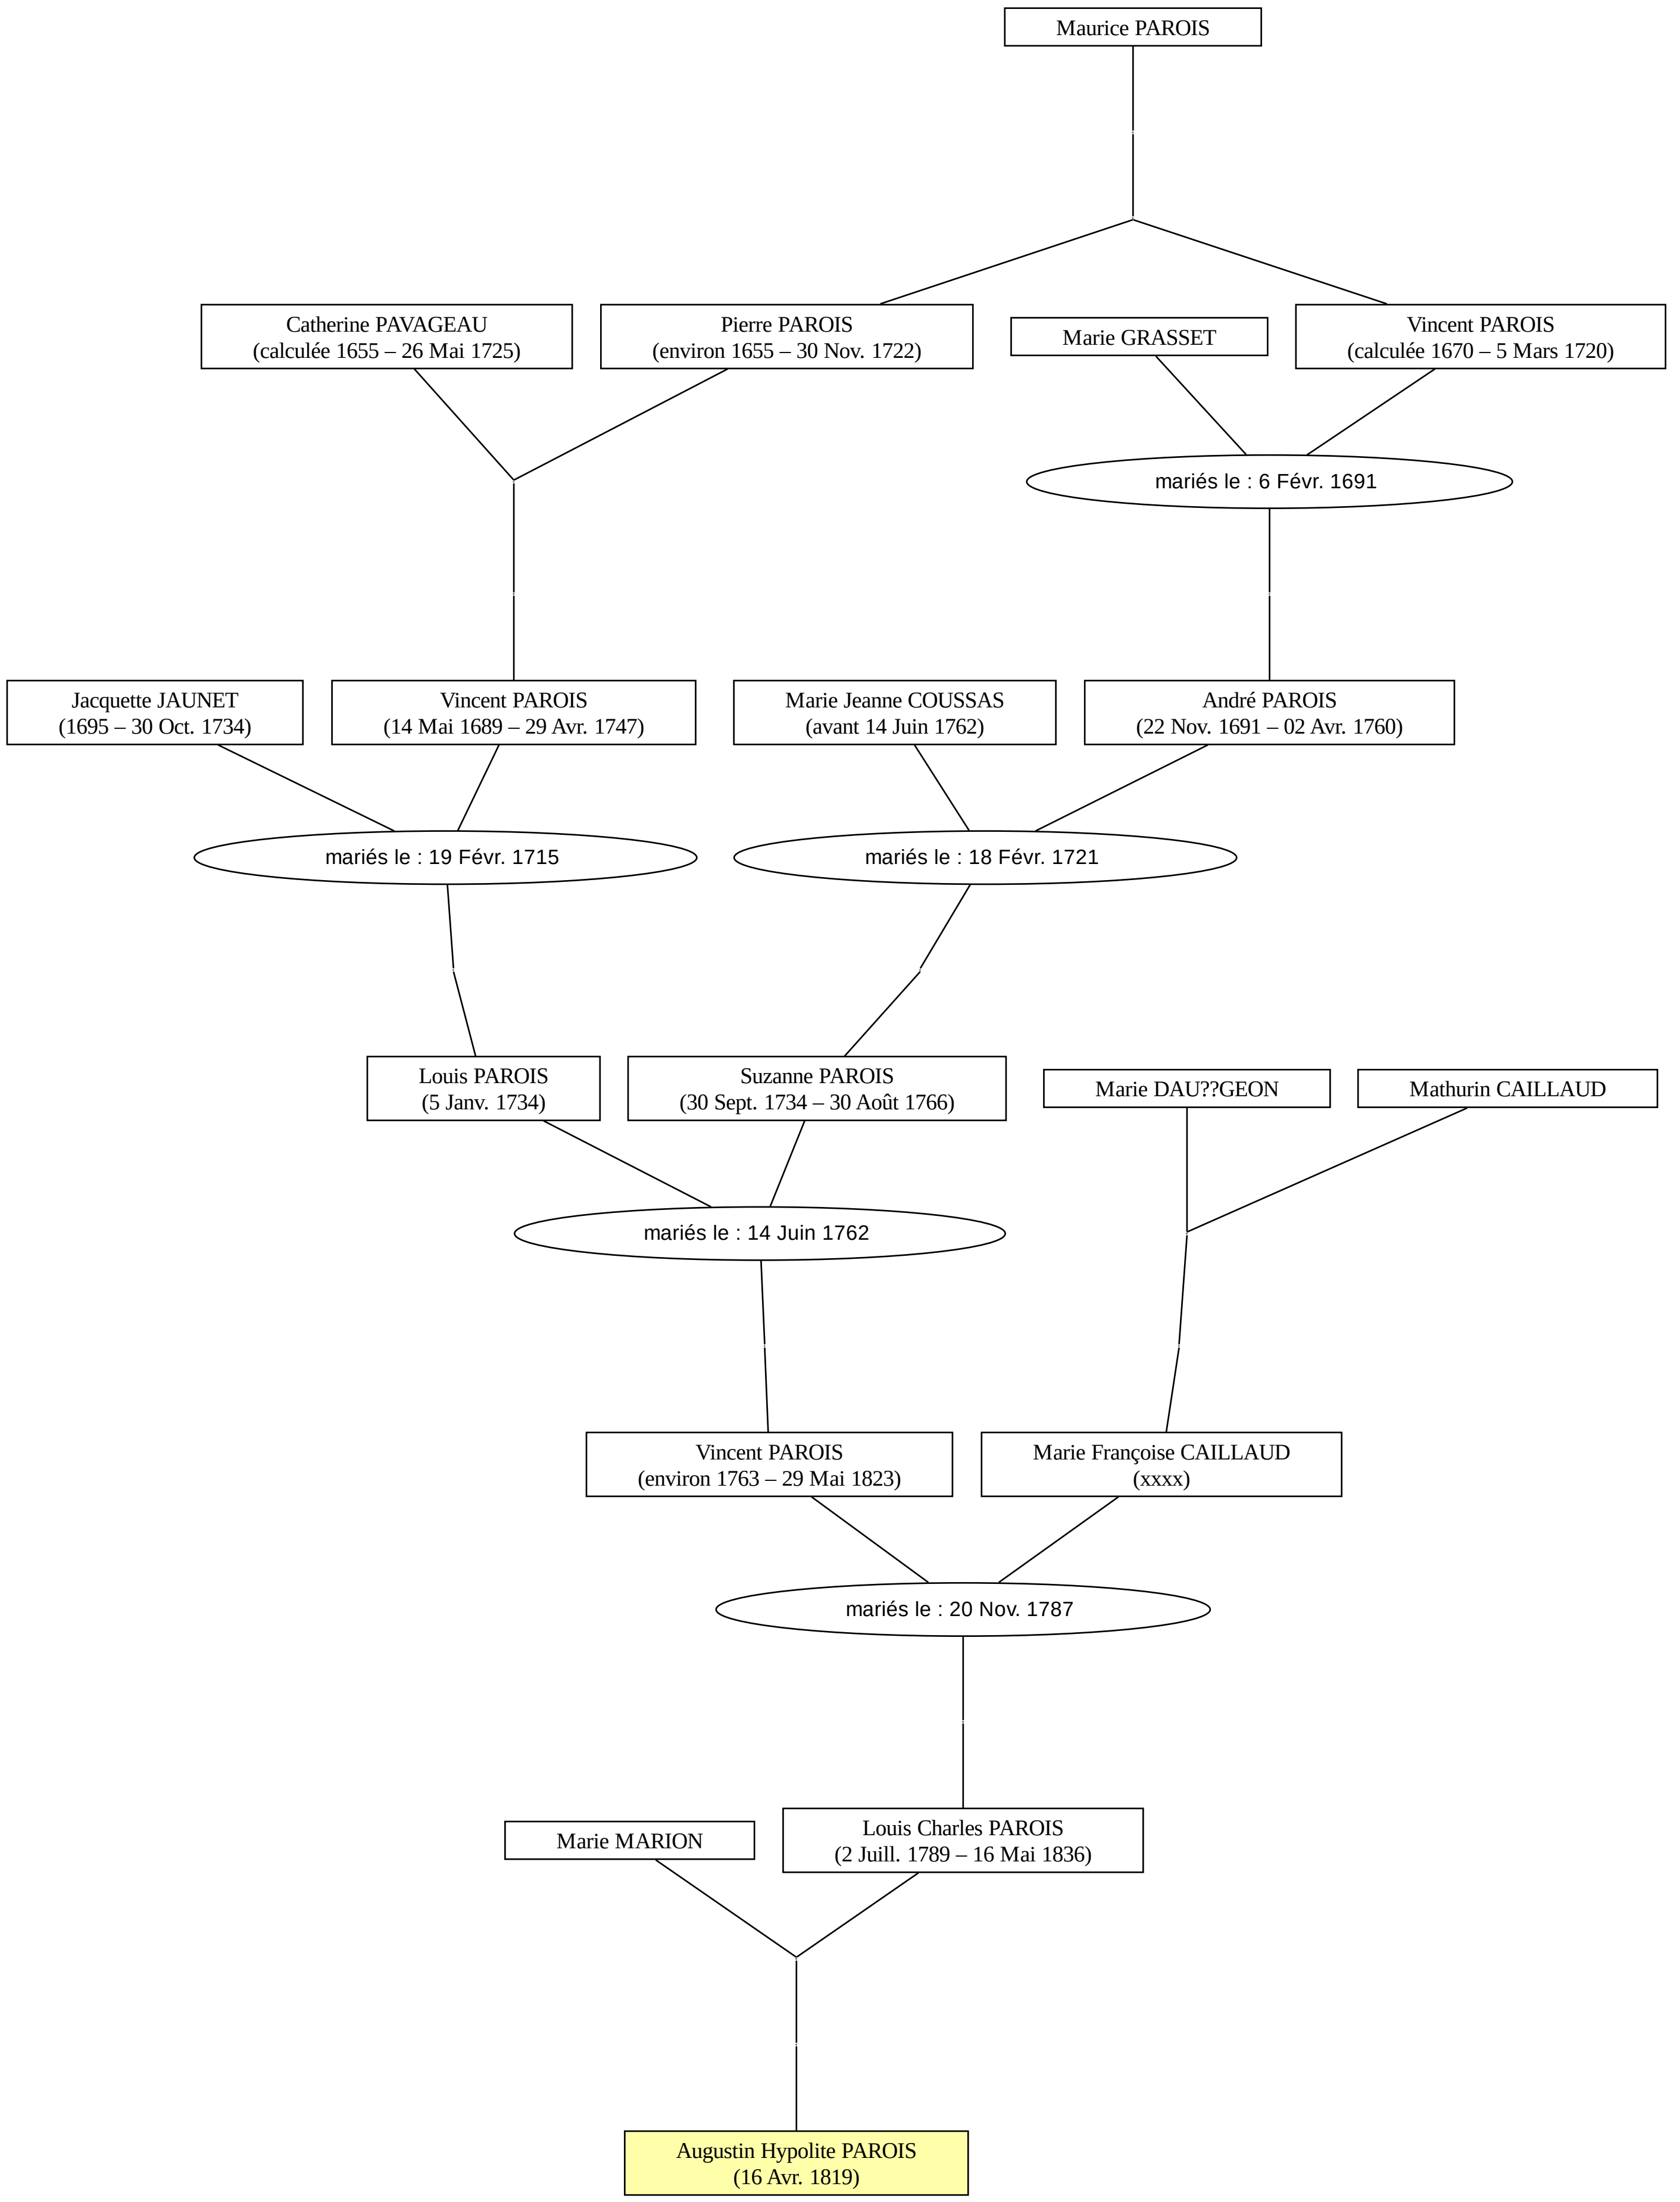 Maurice PAROIS
Catherine PAVAGEAU
(calculée 1655 – 26 Mai 1725)
Pierre PAROIS
(environ 1655 – 30 Nov. 1722)
Marie GRASSET
Vincent PAROIS
(calculée 1670 – 5 Mars 1720)
mariés le : 6 Févr. 1691
Jacquette JAUNET
(1695 – 30 Oct. 1734)
Vincent PAROIS
(14 Mai 1689 – 29 Avr. 1747)
Marie Jeanne COUSSAS
(avant 14 Juin 1762)
André PAROIS
(22 Nov. 1691 – 02 Avr. 1760)
mariés le : 19 Févr. 1715
mariés le : 18 Févr. 1721
Louis PAROIS
(5 Janv. 1734)
Suzanne PAROIS
(30 Sept. 1734 – 30 Août 1766)
Marie DAU??GEON
Mathurin CAILLAUD
mariés le : 14 Juin 1762
Vincent PAROIS
(environ 1763 – 29 Mai 1823)
Marie Françoise CAILLAUD
(xxxx)
mariés le : 20 Nov. 1787
Marie MARION
Louis Charles PAROIS
(2 Juill. 1789 – 16 Mai 1836)
Augustin Hypolite PAROIS
(16 Avr. 1819)